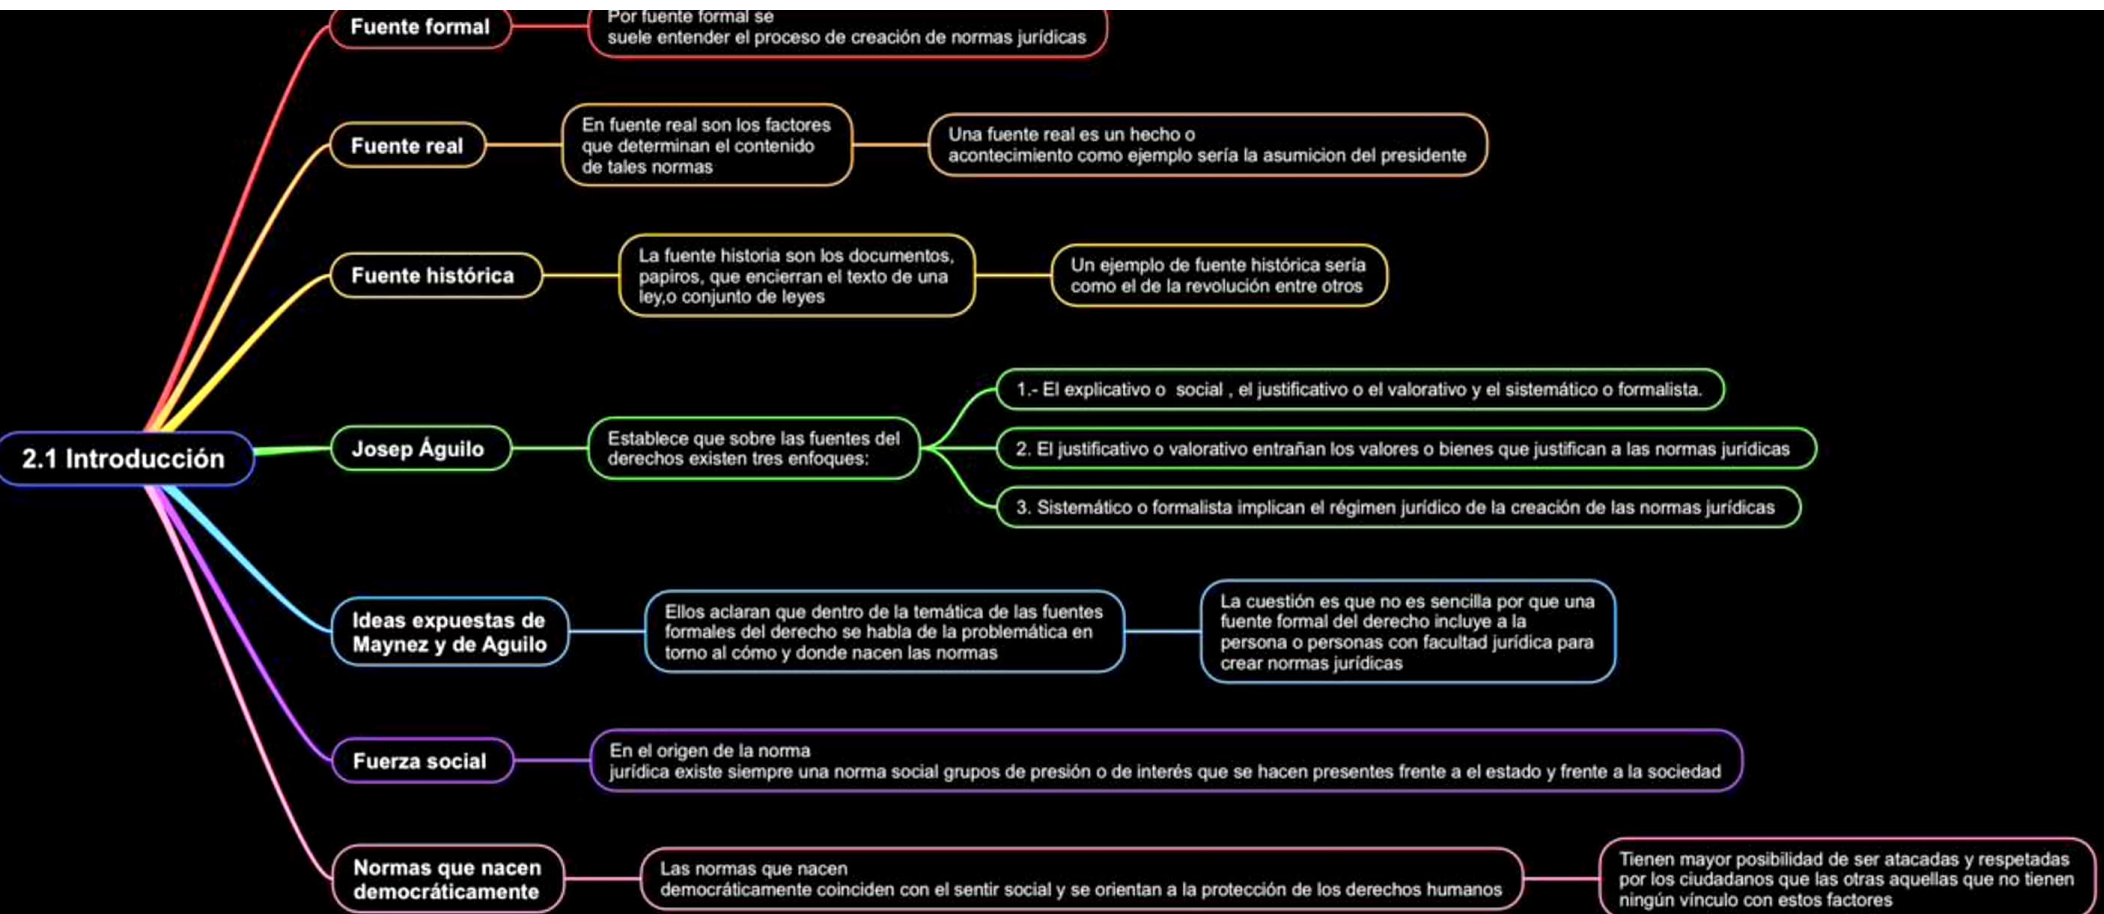 Fuente formal
Por fuente formal se
suele entender el proceso de creación de normas jurídicas
Fuente real
En fuente real son los factores
que determinan el contenido
de tales normas
Una fuente real es un hecho o
acontecimiento como ejemplo sería la asumicion del presidente
Fuente histórica
La fuente historia son los documentos,
papiros, que encierran el texto de una
ley,o conjunto de leyes
Un ejemplo de fuente histórica sería
como el de la revolución entre otros
2.1 Introducción
Josep Águilo
Establece que sobre las fuentes del
derechos existen tres enfoques:
1.- El explicativo o  social , el justificativo o el valorativo y el sistemático o formalista.
2. El justificativo o valorativo entrañan los valores o bienes que justifican a las normas jurídicas
3. Sistemático o formalista implican el régimen jurídico de la creación de las normas jurídicas
Ideas expuestas de
Maynez y de Aguilo
Ellos aclaran que dentro de la temática de las fuentes
formales del derecho se habla de la problemática en
torno al cómo y donde nacen las normas
La cuestión es que no es sencilla por que una
fuente formal del derecho incluye a la
persona o personas con facultad jurídica para
crear normas jurídicas
Fuerza social
En el origen de la norma
jurídica existe siempre una norma social grupos de presión o de interés que se hacen presentes frente a el estado y frente a la sociedad
Normas que nacen
democráticamente
Las normas que nacen
democráticamente coinciden con el sentir social y se orientan a la protección de los derechos humanos
Tienen mayor posibilidad de ser atacadas y respetadas
por los ciudadanos que las otras aquellas que no tienen
ningún vínculo con estos factores